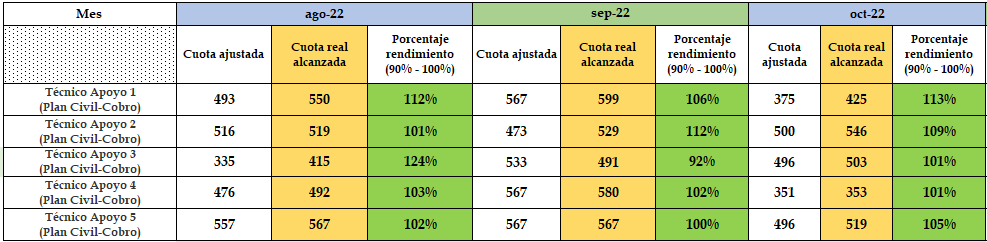 Mes ago-22 sep-22 oct-22
Cuota ajustada Cuota real alcanzada Porcentaje rendimiento (90% - 100%) Cuota ajustada Cuota real alcanzada Porcentaje rendimiento (90% - 100%) Cuota ajustada Cuota real alcanzada Porcentaje rendimiento (90% - 100%)
Técnico Apoyo 1 (Plan Civil-Cobro) 493 550 112% 567 599 106% 375 425 113%
Técnico Apoyo 2 (Plan Civil-Cobro) 516 519 101% 473 529 112% 500 546 109%
Técnico Apoyo 3 (Plan Civil-Cobro) 335 415 124% 533 491 92% 496 503 101%
Técnico Apoyo 4 (Plan Civil-Cobro) 476 492 103% 567 580 102% 351 353 101%
Técnico Apoyo 5 (Plan Civil-Cobro) 557 567 102% 567 567 100% 496 519 105%